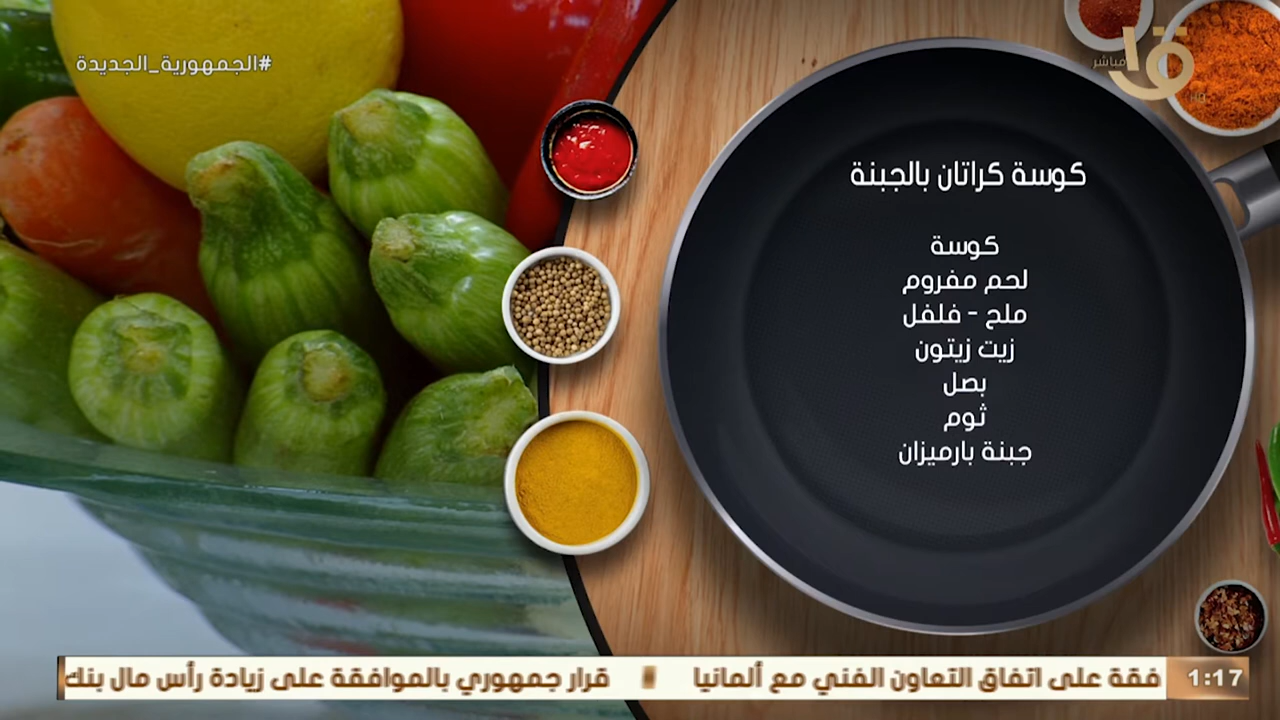 #الجمهورية_الجديدة
مباشر
كوسة كراتان بالجبنة
كوسة
لحم مفروم
ملح - فلفل
زيت زيتون
بصل
ثوم
جبنة بارميزان
1:17 فقة على اتفاق التعاون الفني مع ألمانيا قرار جمهوري بالموافقة على زيادة رأس مال بنك